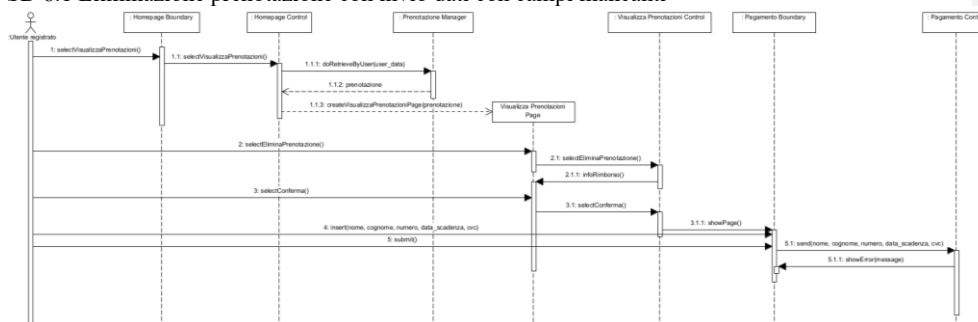 SD 6.1 Eliminazione prenotazione con invio dati con campi mancanti
: Homepage Boundary
: Homepage Control
: Prenotazione Manager
: Visualizza Prenotazioni Control
: Pagamento Boundary
: Pagamento Cont
:Utente registrato
1: selectVisualizzaPrenotazioni()
1.1: selectVisualizzaPrenotazioni()
1.1.1: doRetrieveByUser(user_data)
1.1.2: prenotazione
1.1.3: createVisualizzaPrenotazioniPage(prenotazione)
Visualizza Prenotazioni
Page
2: selectEliminaPrenotazione()
2.1: selectEliminaPrenotazione()
2.1.1: infoRimborso()
3: selectConferma()
3.1: selectConferma()
3.1.1: showPage()
4: insert(nome, cognome, numero, data_scadenza, cvc)
5: submit()
5.1: send(nome, cognome, numero, data_scadenza, cvc)
5.1.1: showError(message)